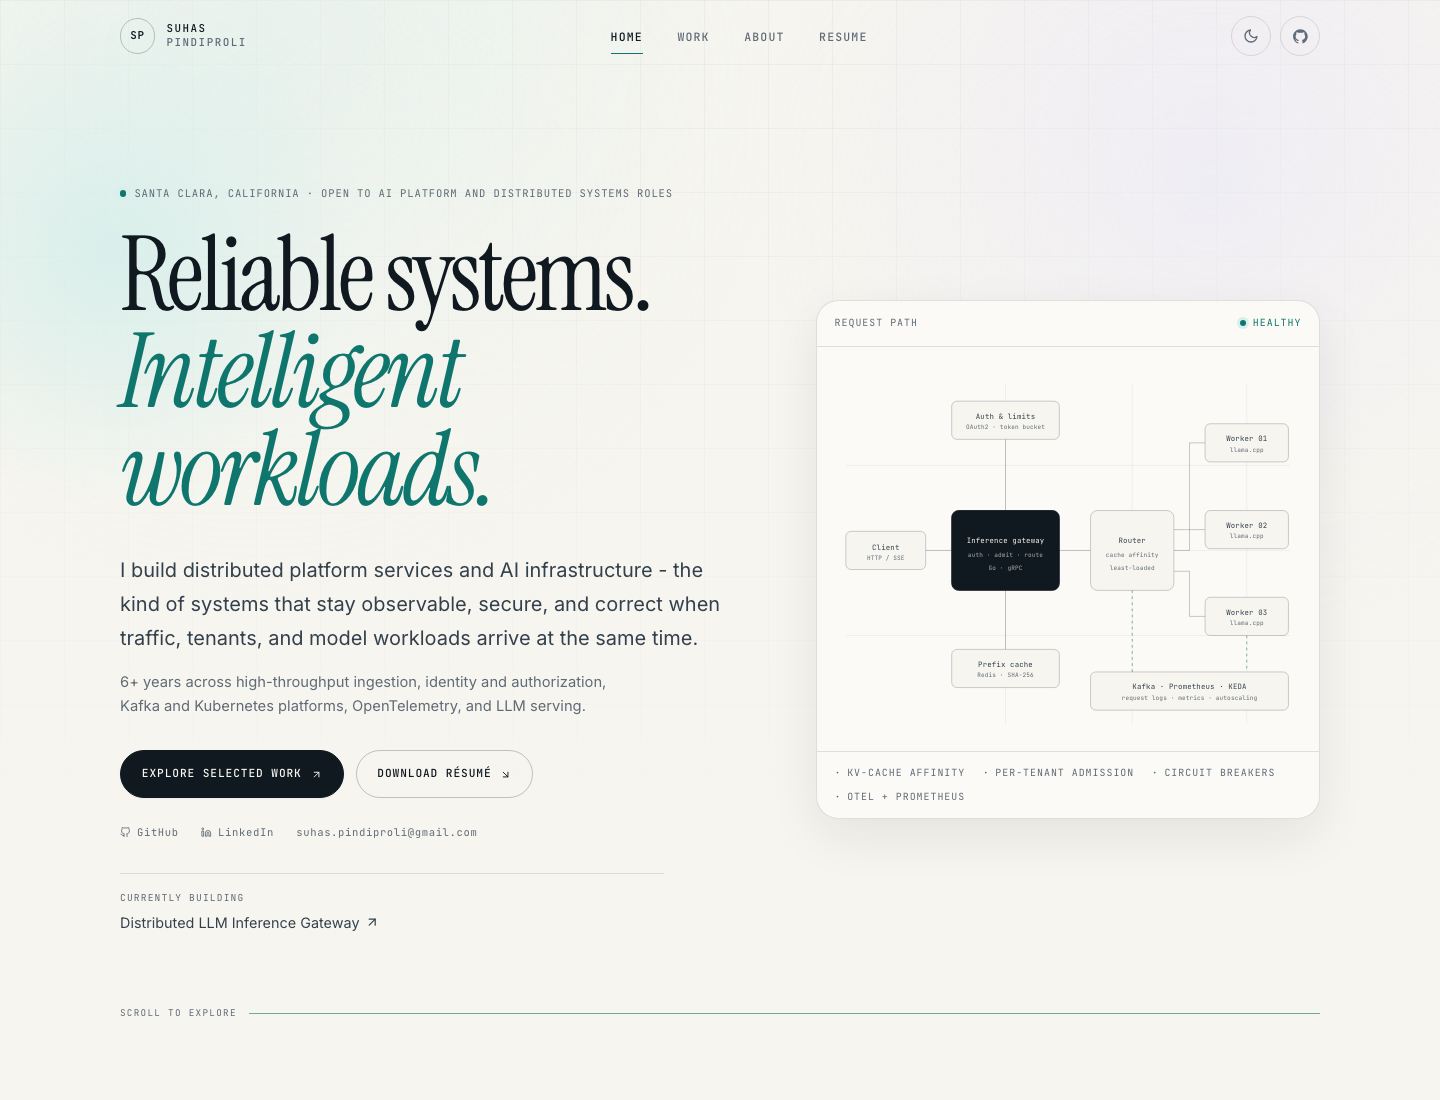 SP
SUHAS
PINDIPROLI
HOME
WORK
ABOUT
RESUME
SANTA CLARA, CALIFORNIA · OPEN TO AI PLATFORM AND DISTRIBUTED SYSTEMS ROLES
Reliable systems.
Intelligent
workloads.
I build distributed platform services and AI infrastructure - the
kind of systems that stay observable, secure, and correct when
traffic, tenants, and model workloads arrive at the same time.
6+ years across high-throughput ingestion, identity and authorization,
Kafka and Kubernetes platforms, OpenTelemetry, and LLM serving.
EXPLORE SELECTED WORK
DOWNLOAD RÉSUMÉ
GitHub
LinkedIn
suhas.pindiproli@gmail.com
CURRENTLY BUILDING
Distributed LLM Inference Gateway
REQUEST PATH
HEALTHY
Auth & limits
OAuth2 · token bucket
Client
HTTP / SSE
Inference gateway
auth · admit · route
Go · gRPC
Router
cache affinity
least-loaded
Worker 01
llama.cpp
Worker 02
llama.cpp
Worker 03
llama.cpp
Prefix cache
Redis · SHA-256
Kafka · Prometheus · KEDA
request logs · metrics · autoscaling
· KV-CACHE AFFINITY
· PER-TENANT ADMISSION
· CIRCUIT BREAKERS
· OTEL + PROMETHEUS
SCROLL TO EXPLORE